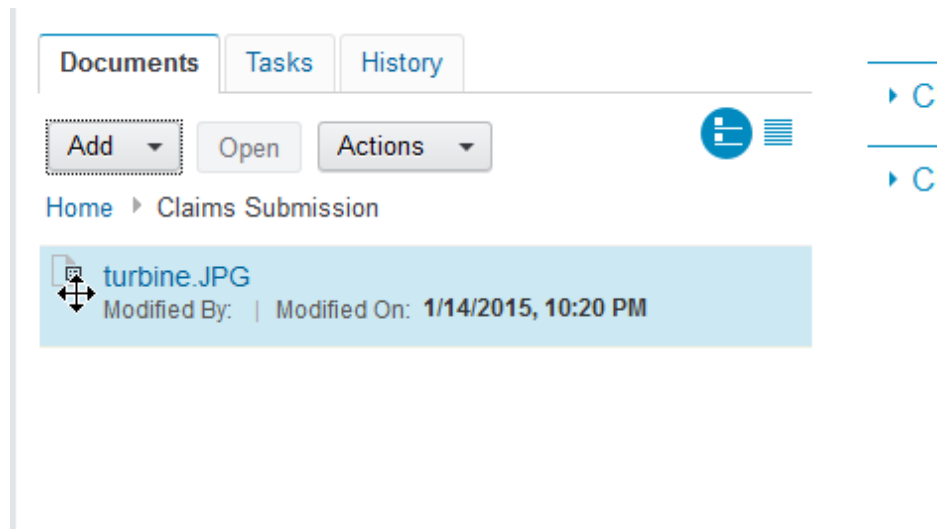 Documents Tasks History
Add Open Actions
Home Claims Submission
turbine.JPG
Modified By: | Modified On: 1/14/2015, 10:20 PM
C
C